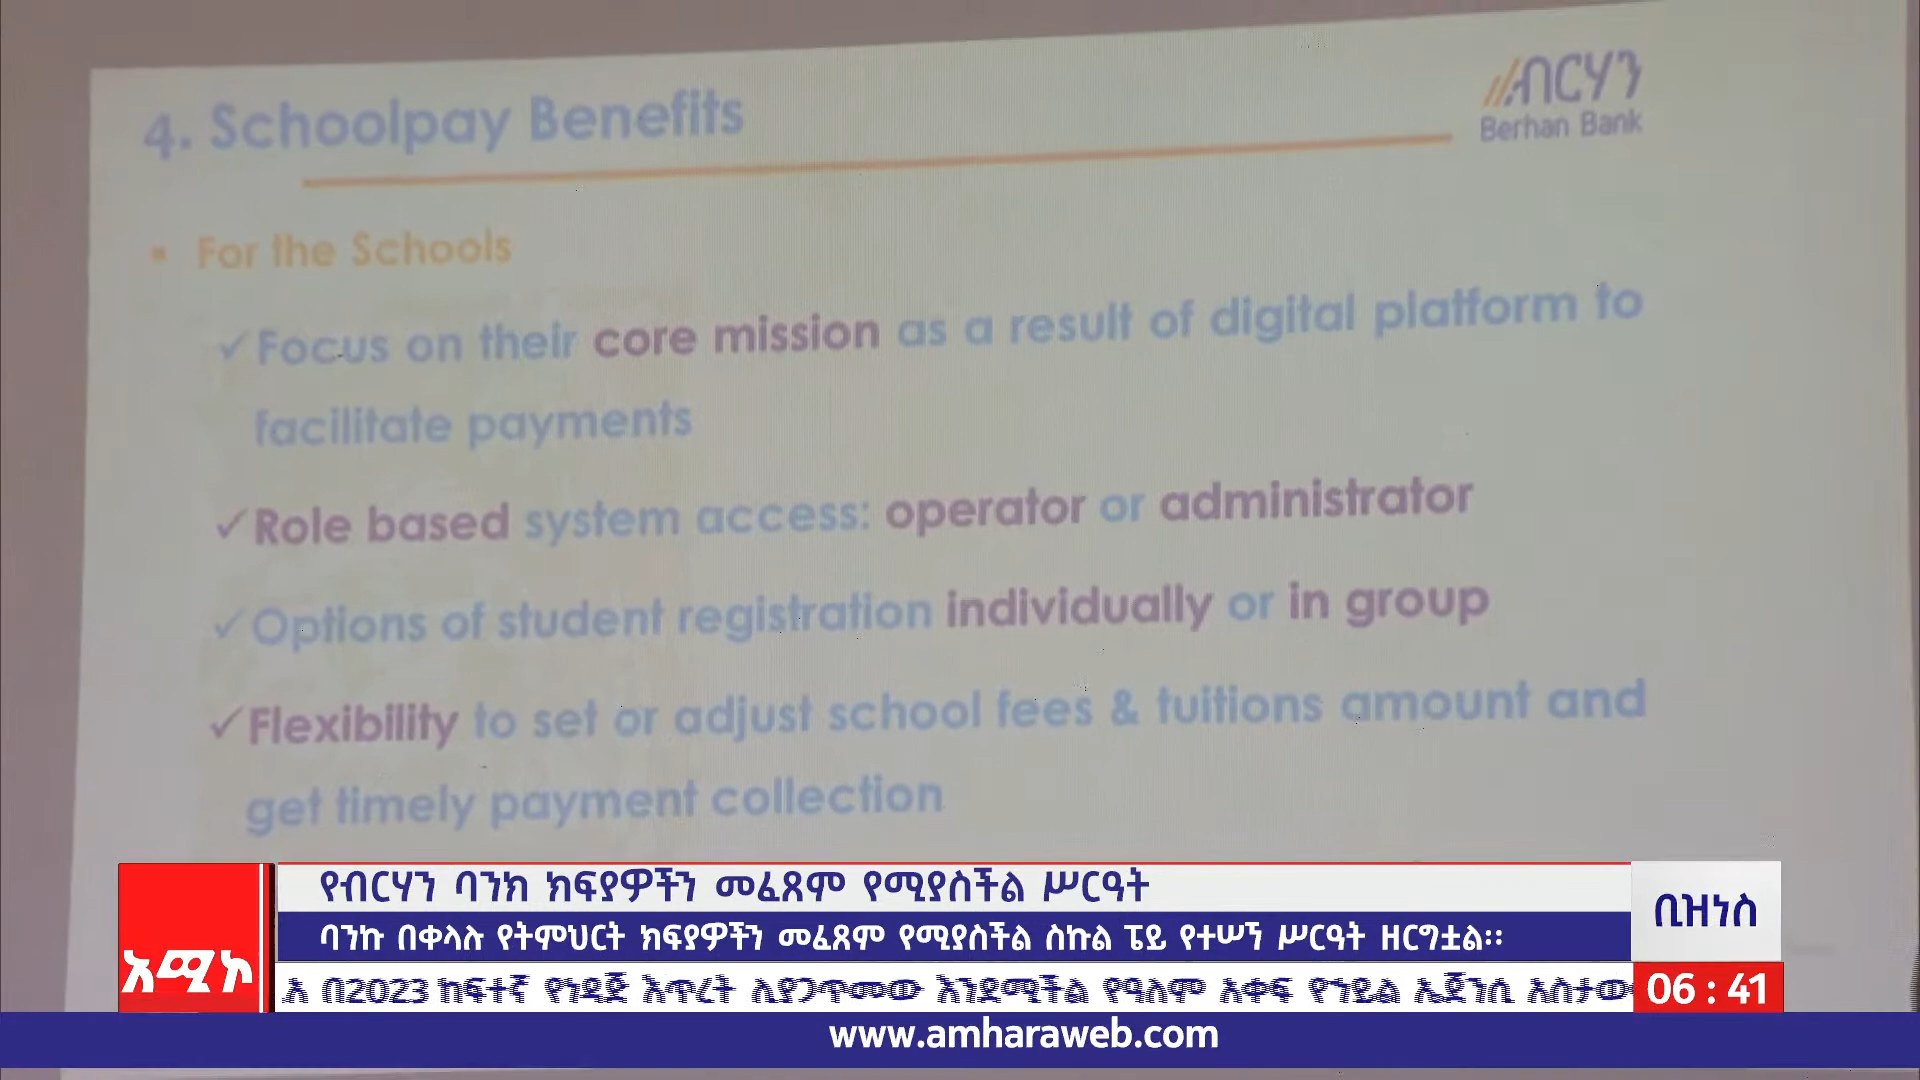 4. Schoolpay Benefits
ብርሃን
Berhan Bank
For the Schools
✓ Focus on their core mission as a result of digital platform to
facilitate payments
✓ Role based system access: operator or administrator
✓ Options of student registration individually or in group
✓ Flexibility to set or adjust school fees & tuitions amount and
get timely payment collection
የብርሃን ባንክ ክፍያዎችን መፈጸም የሚያስችል ሥርዓት
ቢዝነስ
ባንኩ በቀላሉ የትምህርት ክፍያዎችን መፈጸም የሚያስችል ስኩል ፔይ የተሠኘ ሥርዓት ዘርግቷል።
አሚኮ
በ2023 ከፍተኛ የነዳጅ እጥረት ሊያጋጥመው እንደሚችል የዓለም አቀፍ የኀይል ኤጀንሲ
06 : 41
www.amharaweb.com